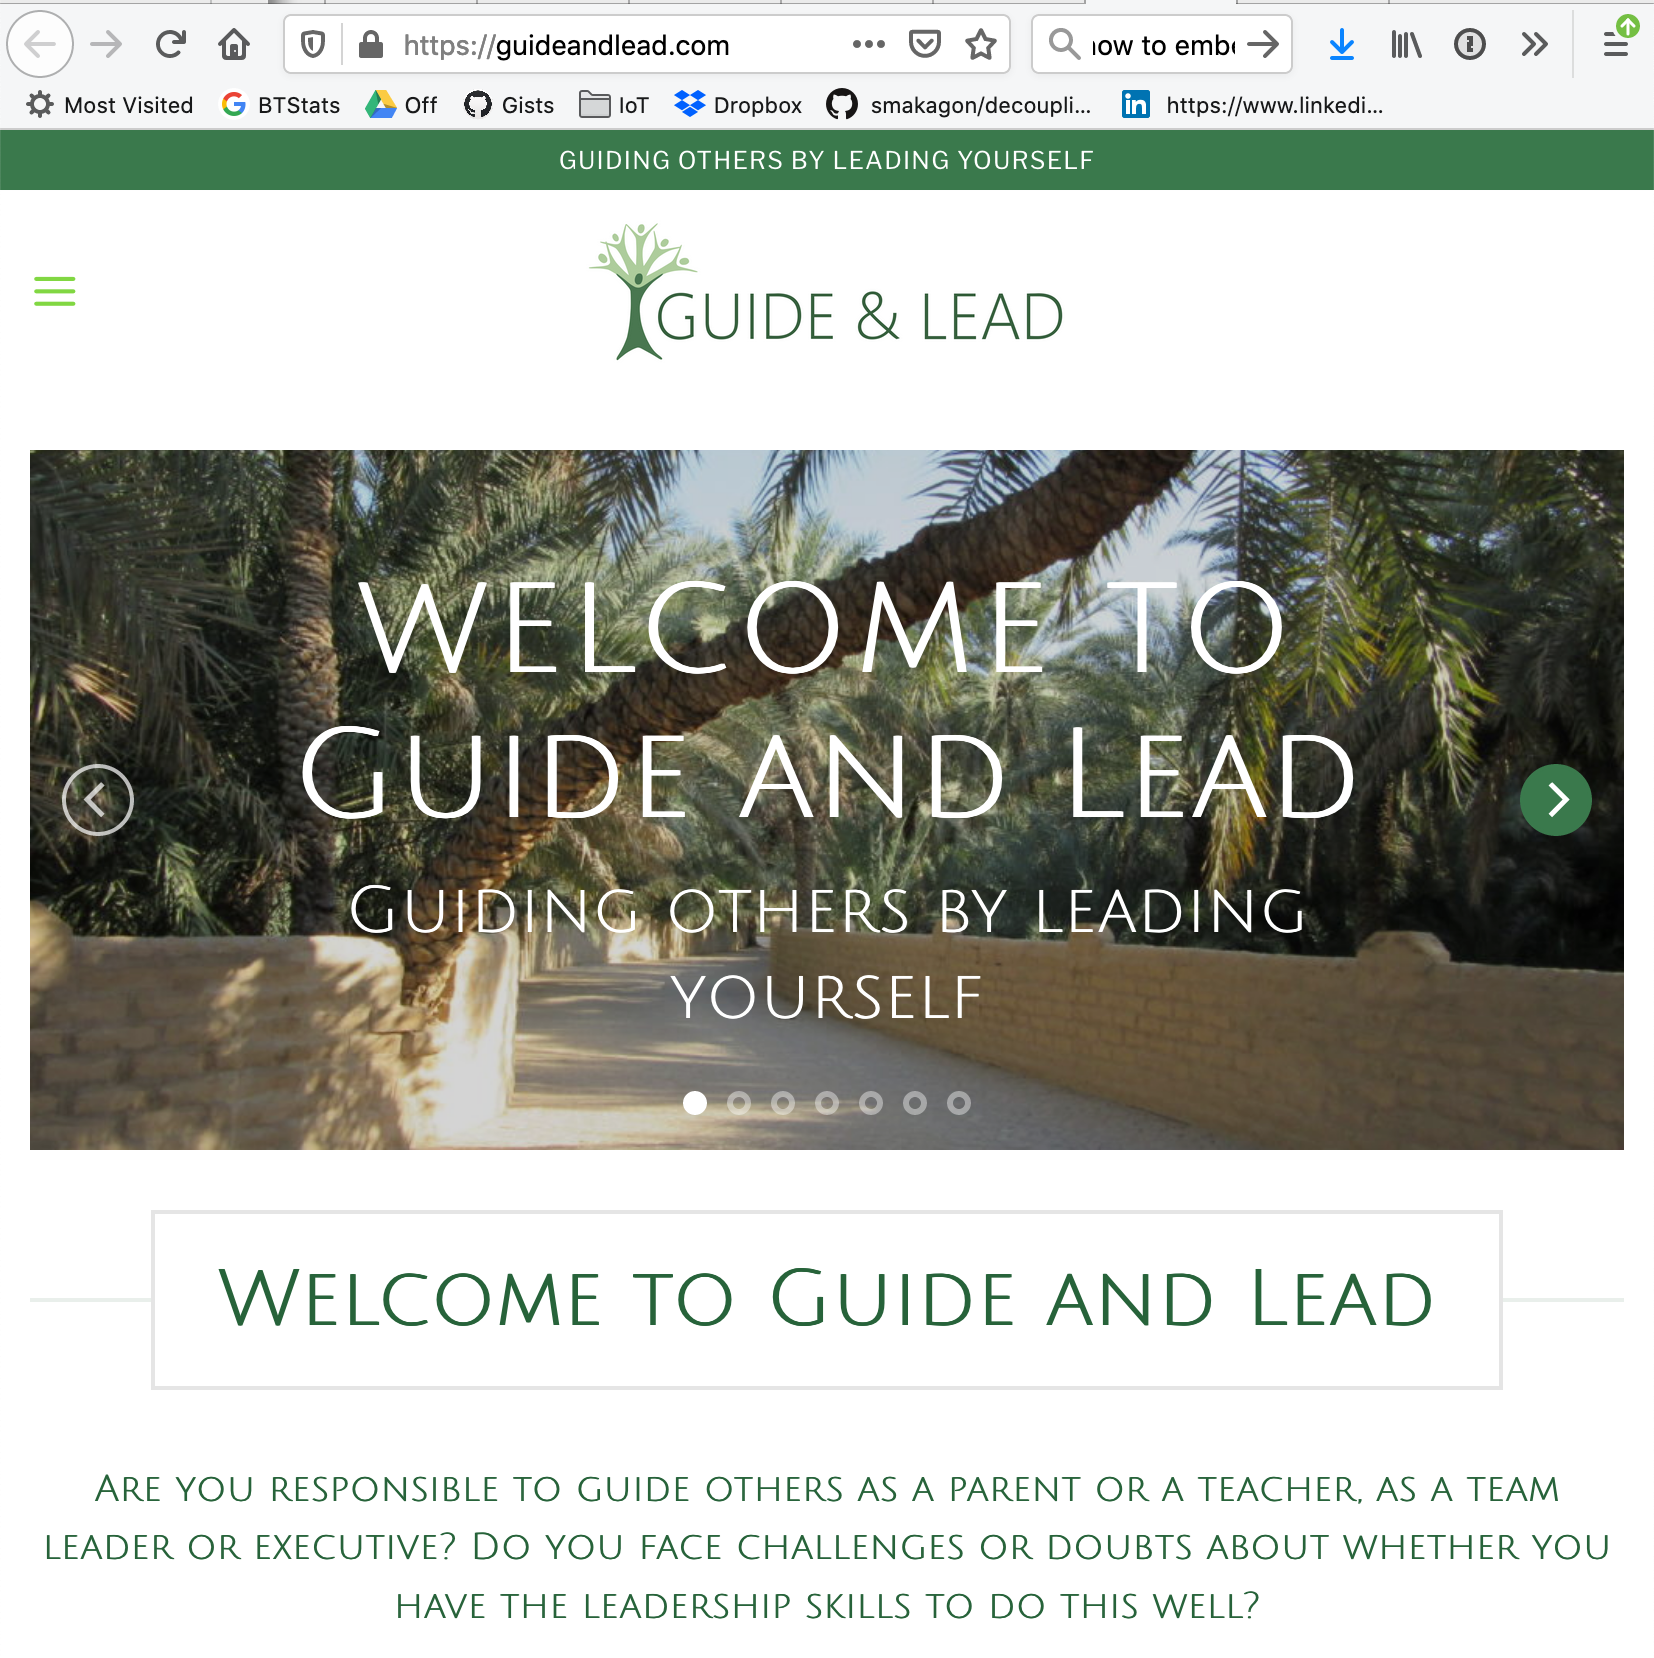 https://guideandlead.com
how to embe
Most Visited
BTStats
Off
Gists
IoT
Dropbox
smakagon/decoupli...
https://www.linkedi...
GUIDING OTHERS BY LEADING YOURSELF
GUIDE & LEAD
WELCOME TO
GUIDE AND LEAD
GUIDING OTHERS BY LEADING
YOURSELF
WELCOME TO GUIDE AND LEAD
ARE YOU RESPONSIBLE TO GUIDE OTHERS AS A PARENT OR A TEACHER, AS A TEAM
LEADER OR EXECUTIVE? DO YOU FACE CHALLENGES OR DOUBTS ABOUT WHETHER YOU
HAVE THE LEADERSHIP SKILLS TO DO THIS WELL?